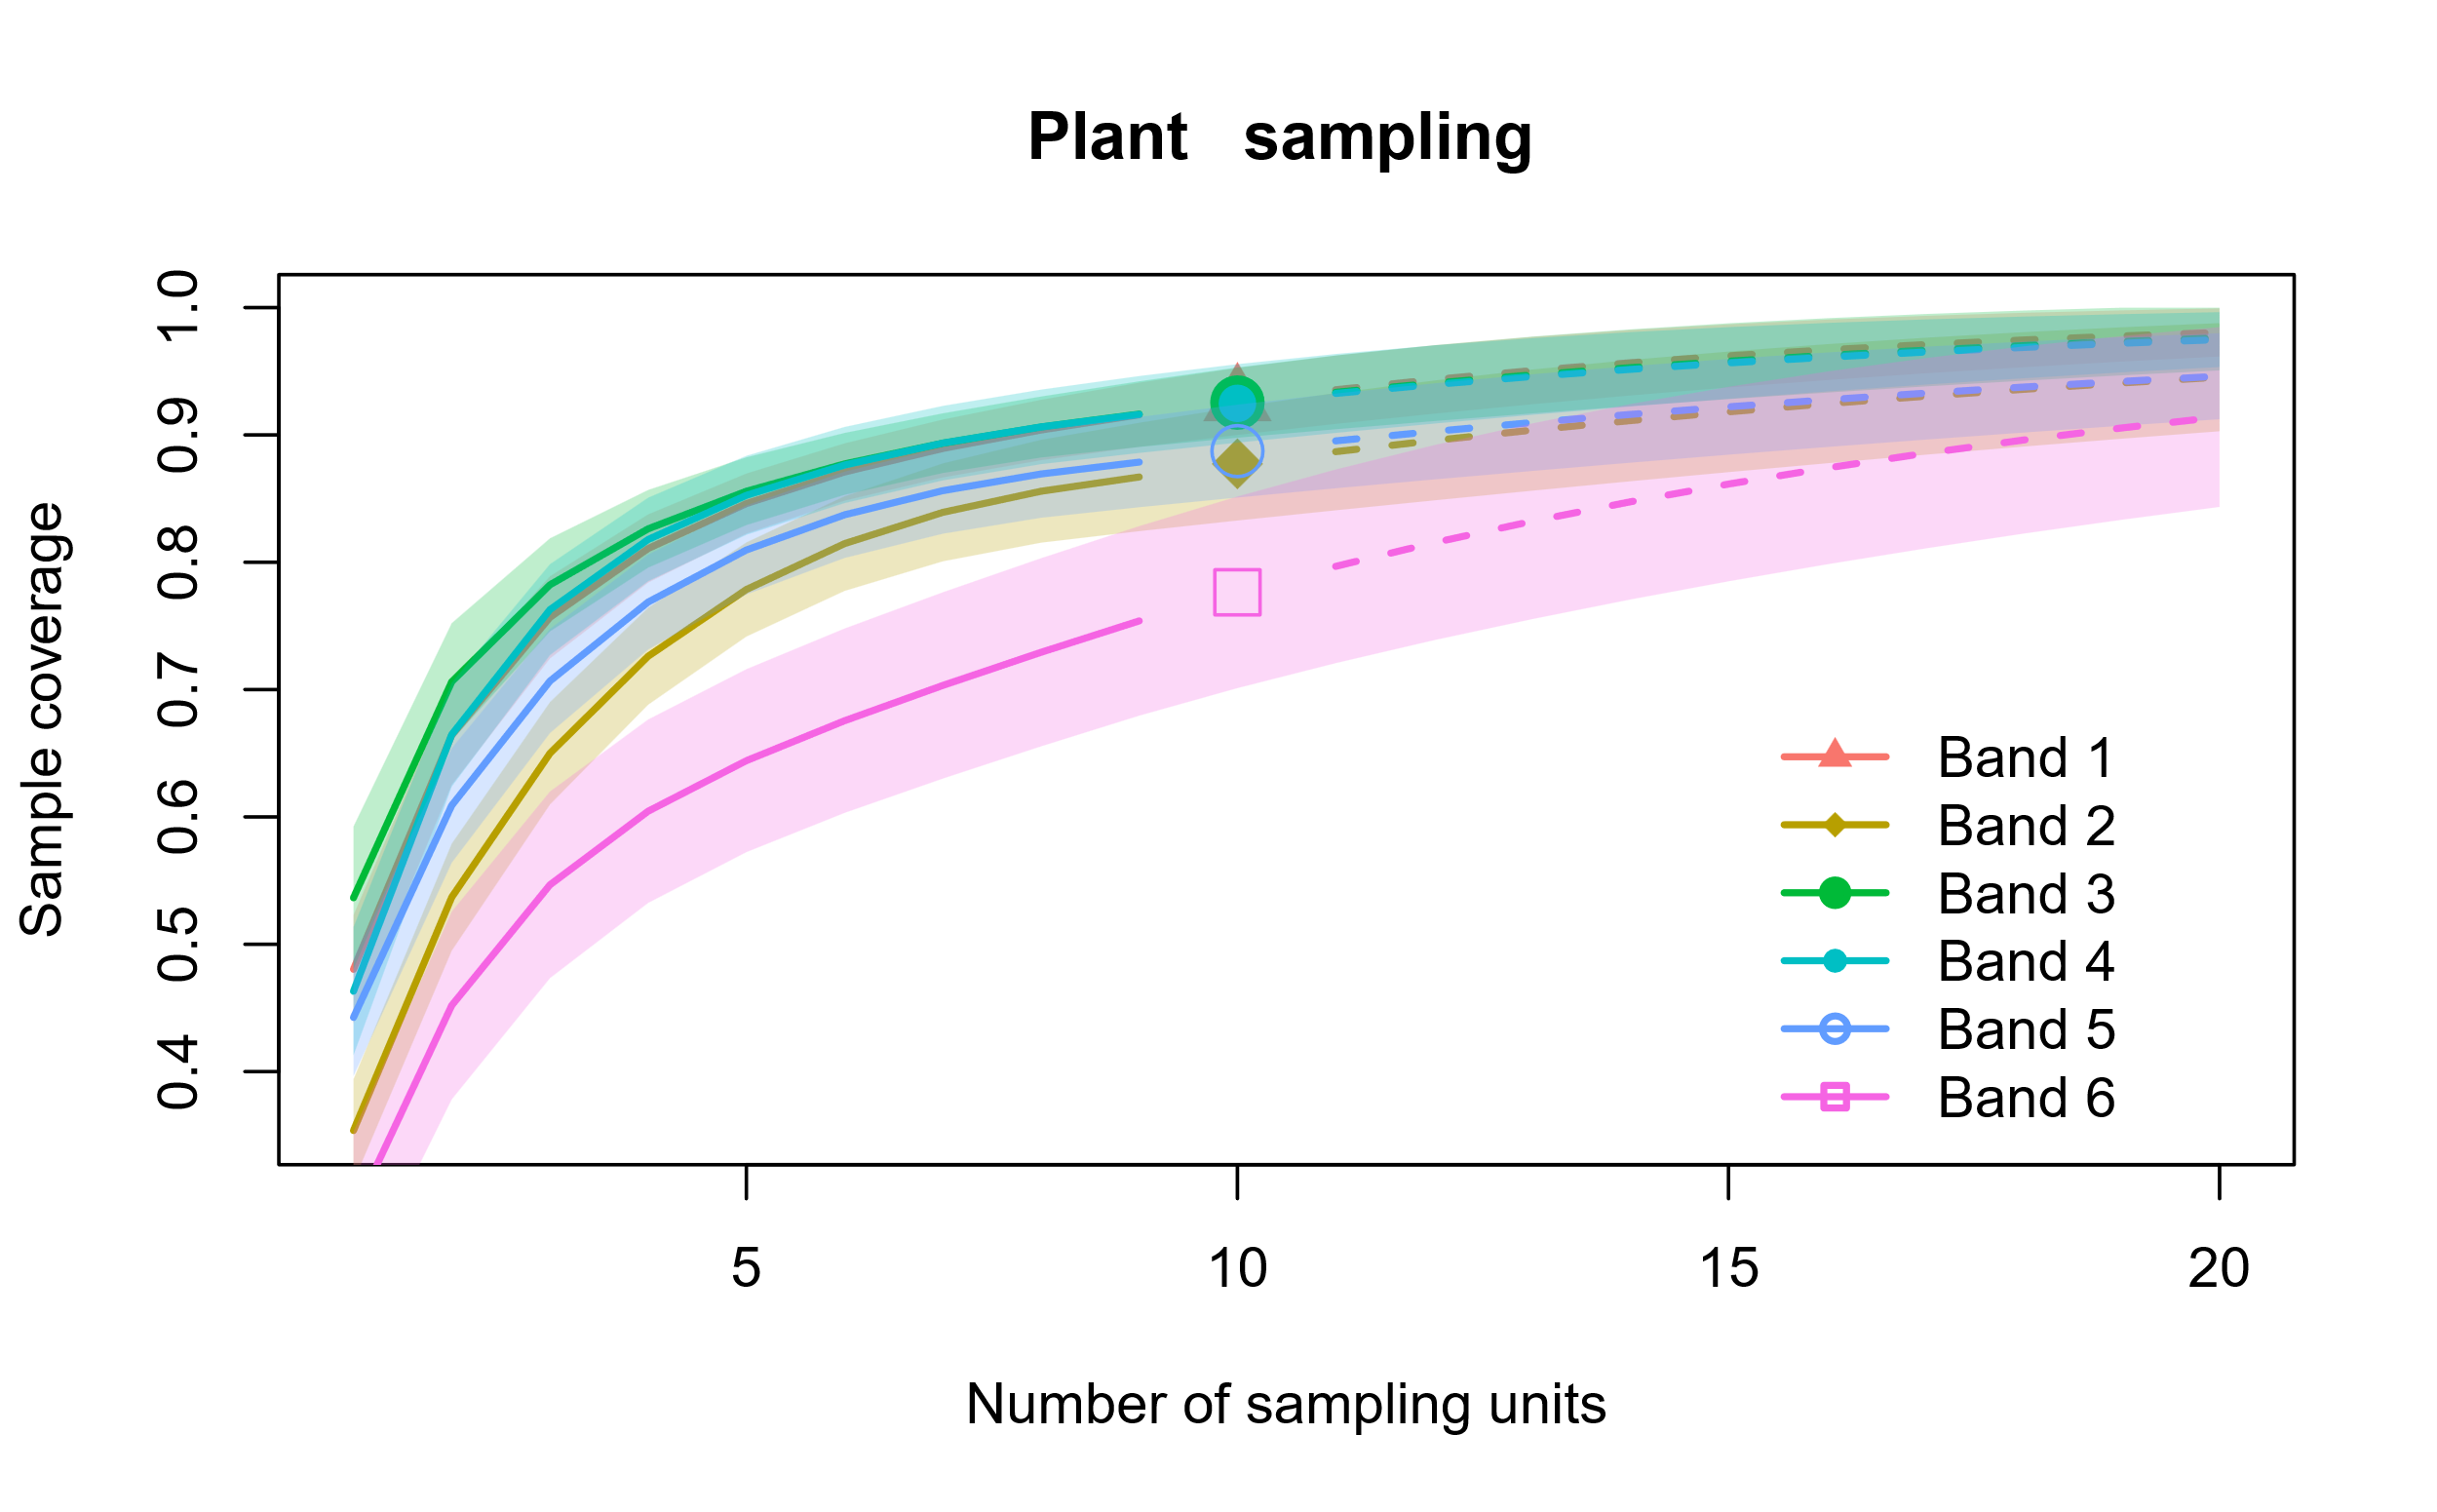 Plant sampling
Sample coverage
1.0
0.9
0.8
0.7
0.6
0.5
0.4
Band 1
Band 2
Band 3
Band 4
Band 5
Band 6
5 10 15 20
Number of sampling units